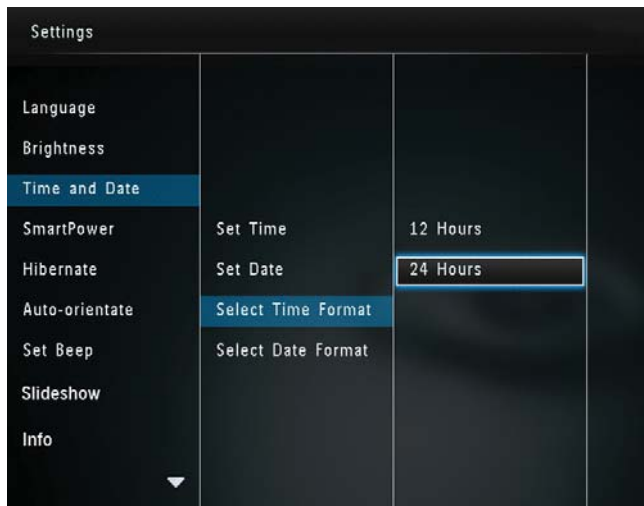 Settings
Language
Brightness
Time and Date
SmartPower
Hibernate
Auto-orientate
Set Beep
Slideshow
Info
Set Time
Set Date
Select Time Format
Select Date Format
12 Hours
24 Hours